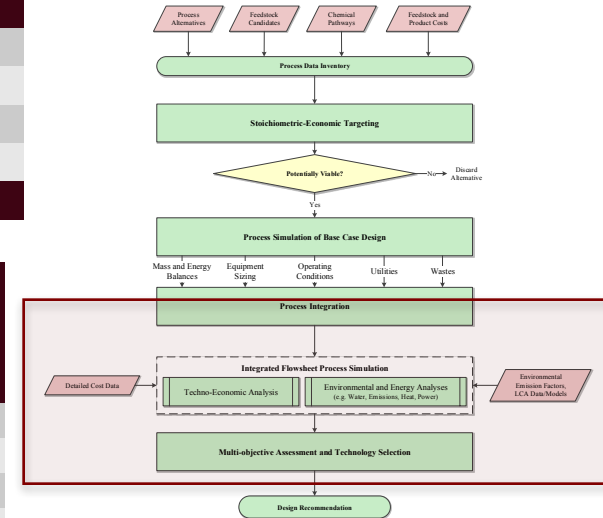 Process
Alternatives
Feedstock
Candidates
Chemical
Pathways
Feedstock and
Product Costs
Process Data Inventory
Stoichiometric-Economic Targeting
Potentially Viable?
No
Discard
Alternative
Yes
Process Simulation of Base Case Design
Mass and Energy
Balances
Equipment
Sizing
Operating
Conditions
Utilities
Wastes
Process Integration
Integrated Flowsheet Process Simulation
Detailed Cost Data
Techno-Economic Analysis
Environmental and Energy Analyses
(e.g. Water, Emissions, Heat, Power)
Environmental
Emission Factors,
LCA Data/Models
Multi-objective Assessment and Technology Selection
Design Recommendation